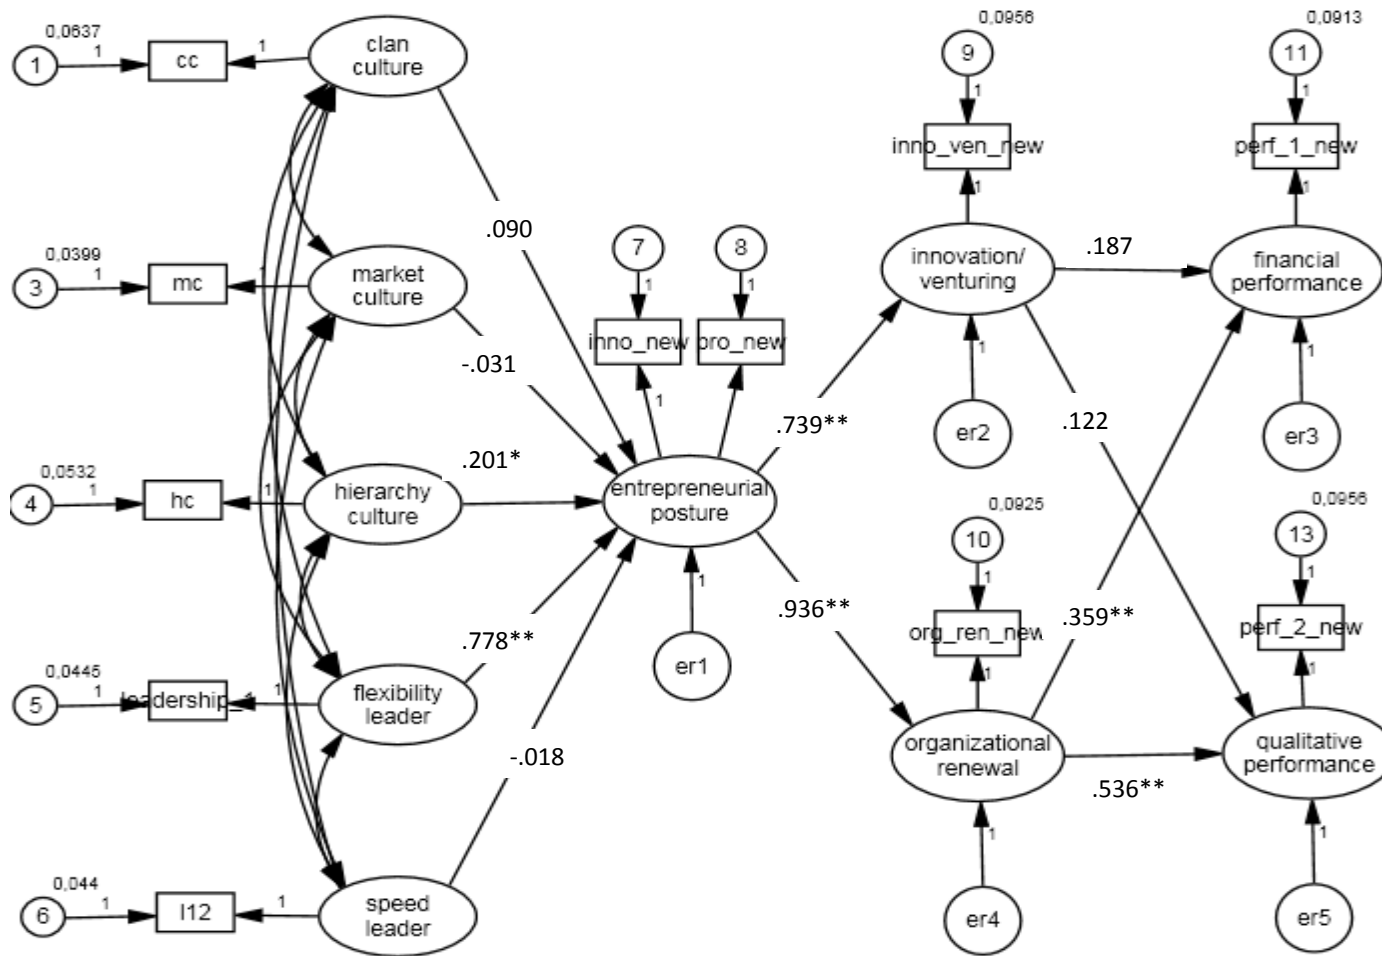 0,0637
1
1
cc
1
clan
culture
0,0956
9
1
inno_ven_new
1
0,0913
11
1
perf_1_new
1
.090
0,0399
3
1
mc
1
market
culture
7
1
inno_new
1
8
1
pro_new
innovation/
venturing
.187
financial
performance
-.031
1
er2
1
er3
.739**
.122
0,0532
4
1
hc
1
hierarchy
culture
.201*
entrepreneurial
posture
1
er1
0,0925
10
1
org_ren_new
1
0,0956
13
1
perf_2_new
1
.936**
.359**
.778**
0,0445
5
1
leadership_1
1
flexibility
leader
-.018
organizational
renewal
.536**
qualitative
performance
1
er4
1
er5
0,044
6
1
l12
1
speed
leader